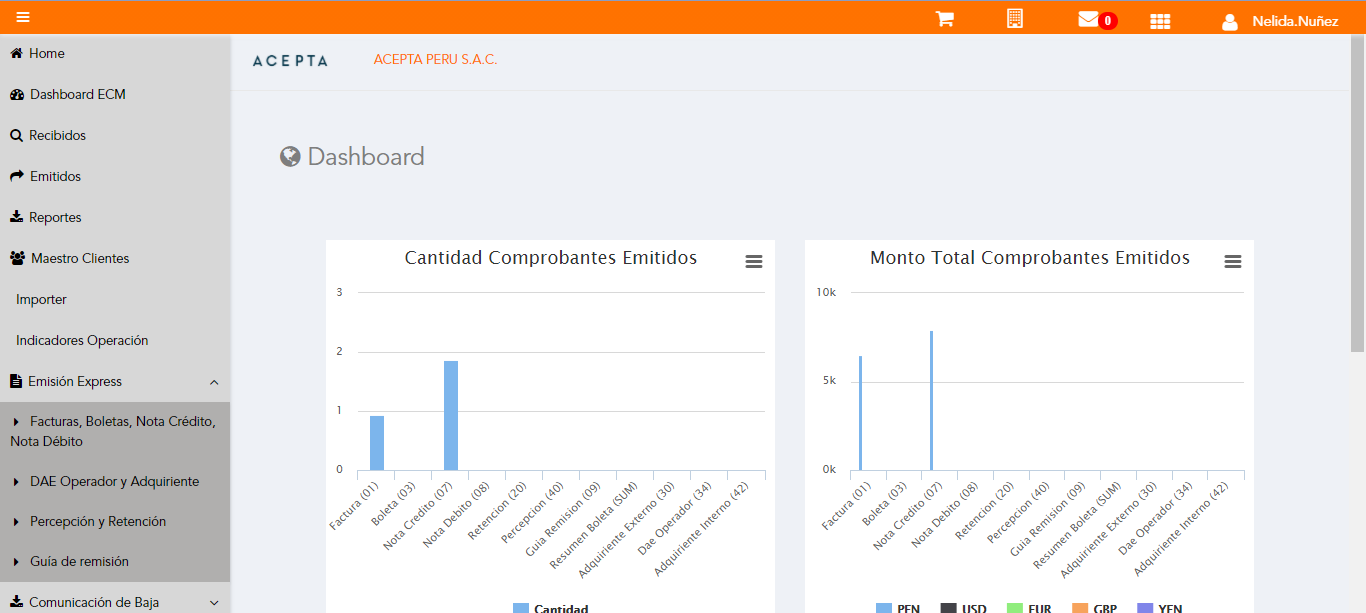 0
Nelida.Nuñez
Home
Dashboard ECM
Recibidos
Emitidos
Reportes
Maestro Clientes
Importer
Indicadores Operación
Emisión Express
Facturas, Boletas, Nota Crédito,
Nota Débito
DAE Operador y Adquiriente
Percepción y Retención
Guía de remisión
Comunicación de Baja
ACEPTA
ACEPTA PERU S.A.C.
Dashboard
Cantidad Comprobantes Emitidos
3
2
1
0
Factura (01)
Boleta (03)
Nota Credito (07)
Nota Debito (08)
Retencion (20)
Percepcion (40)
Guia Remision (09)
Resumen Boleta (SUM)
Adquiriente Externo (30)
Dae Operador (34)
Adquiriente Interno (42)
Cantidad
Monto Total Comprobantes Emitidos
10k
5k
0k
Factura (01)
Boleta (03)
Nota Credito (07)
Nota Debito (08)
Retencion (20)
Percepcion (40)
Guia Remision (09)
Resumen Boleta (SUM)
Adquiriente Externo (30)
Dae Operador (34)
Adquiriente Interno (42)
PEN USD EUR GBP YEN